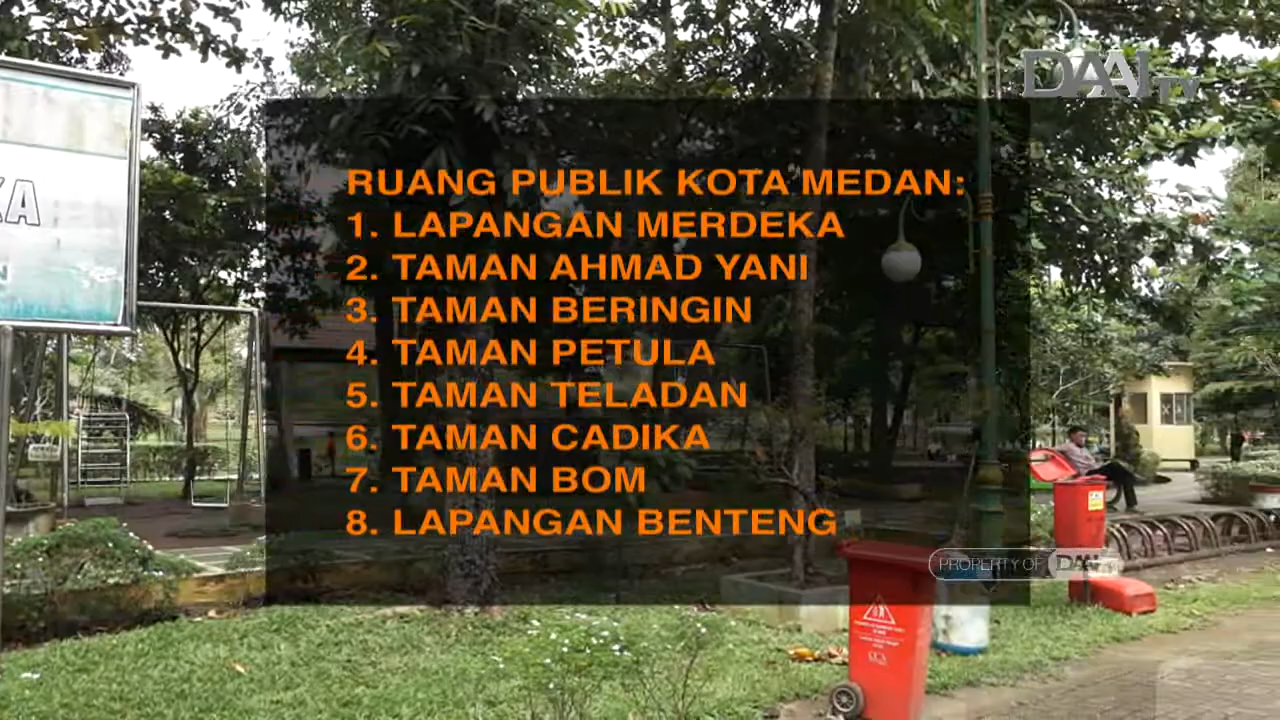 DAAI TV
RUANG PUBLIK KOTA MEDAN:
1. LAPANGAN MERDEKA
2. TAMAN AHMAD YANI
3. TAMAN BERINGIN
4. TAMAN PETULA
5. TAMAN TELADAN
6. TAMAN CADIKA
7. TAMAN BOM
8. LAPANGAN BENTENG
KA
PROPERTY OF DAAI